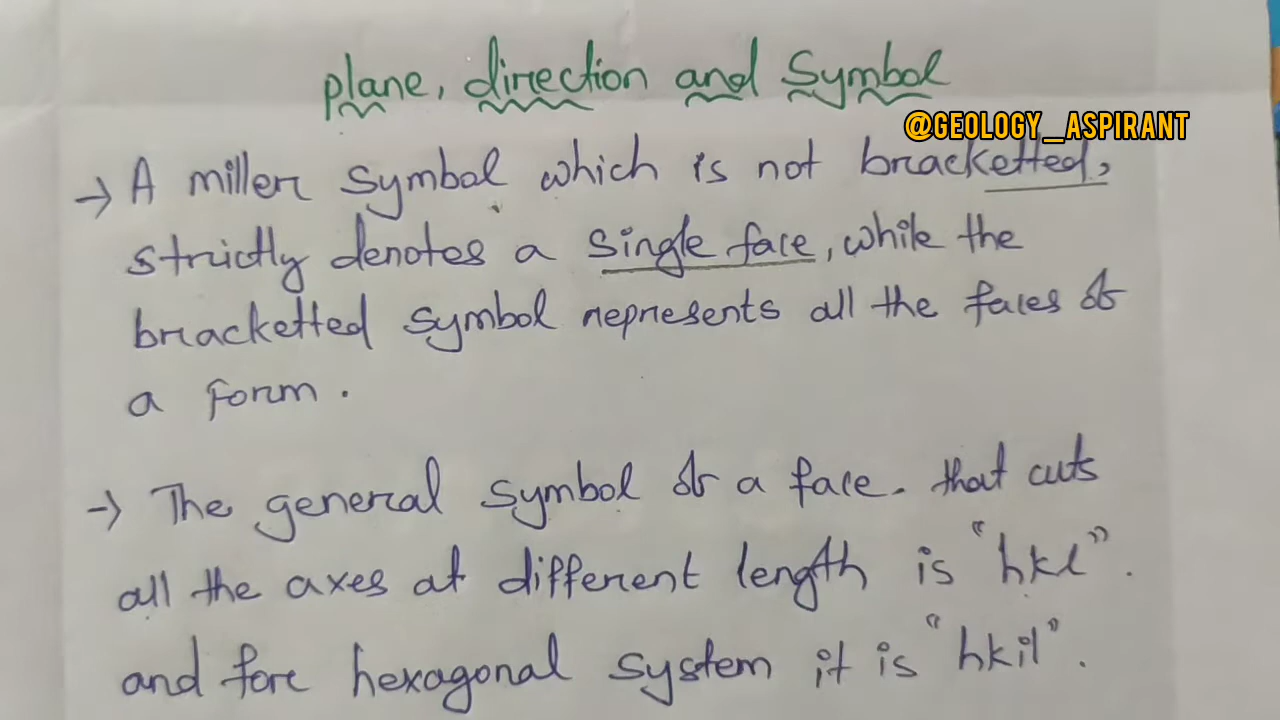 plane, direction and Symbol
@GEOLOGY_ASPIRANT
→ A miller symbol which is not bracketted,
strictly denotes a single face, while the
bracketted symbol represents all the faces of
a form.
→ The general symbol of a face. that cuts
all the axes at different length is "hkl".
and fore hexagonal system it is "hkil".